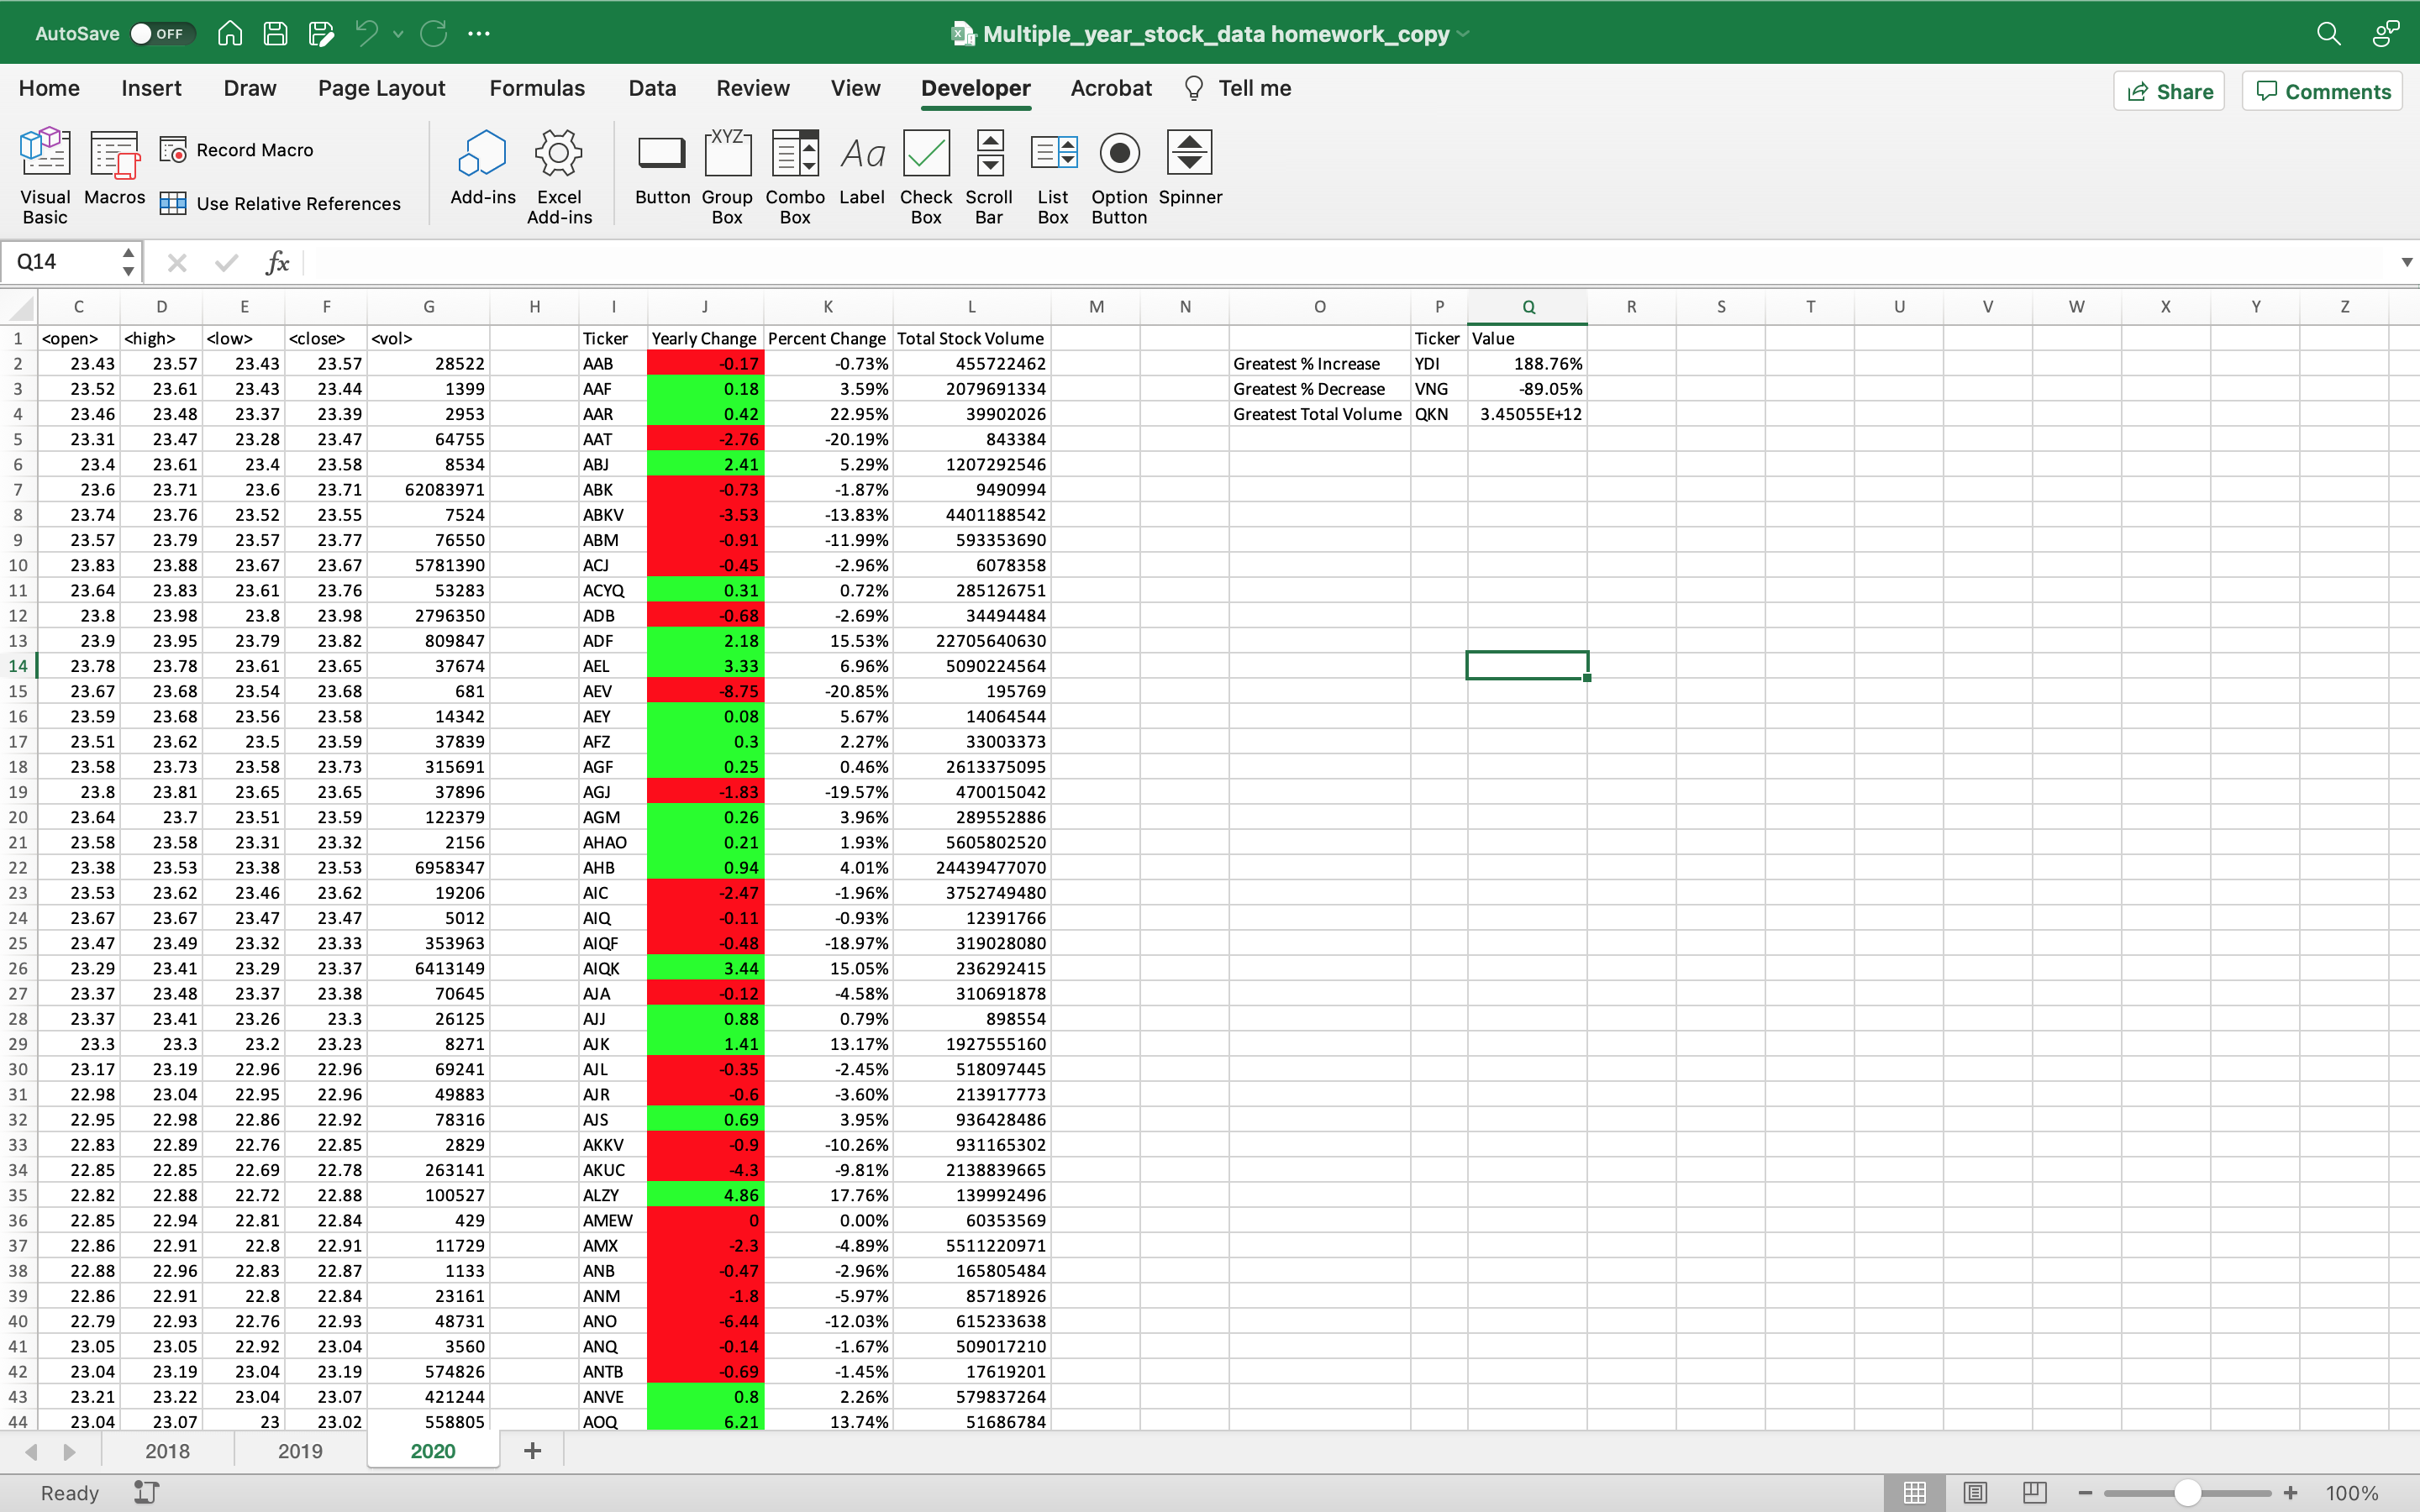 AutoSave OFF Multiple_year_stock_data homework_copy
Home Insert Draw Page Layout Formulas Data Review View Developer Acrobat Tell me Share Comments
Visual Basic Macros Record Macro Use Relative References Add-ins Excel Add-ins Button Group Box Combo Box Label Check Box Scroll Bar List Box Option Button Spinner
XYZ Aa
Q14 fx
C D E F G H I J K L M N O P Q R S T U V W X Y Z
1 <open> <high> <low> <close> <vol> Ticker Yearly Change Percent Change Total Stock Volume Ticker Value
2 23.43 23.57 23.43 23.57 28522 AAB -0.17 -0.73% 455722462 Greatest % Increase YDI 188.76%
3 23.52 23.61 23.43 23.44 1399 AAF 0.18 3.59% 2079691334 Greatest % Decrease VNG -89.05%
4 23.46 23.48 23.37 23.39 2953 AAR 0.42 22.95% 39902026 Greatest Total Volume QKN 3.45055E+12
5 23.31 23.47 23.28 23.47 64755 AAT -2.76 -20.19% 843384
6 23.4 23.61 23.4 23.58 8534 ABJ 2.41 5.29% 1207292546
7 23.6 23.71 23.6 23.71 62083971 ABK -0.73 -1.87% 9490994
8 23.74 23.76 23.52 23.55 7524 ABKV -3.53 -13.83% 4401188542
9 23.57 23.79 23.57 23.77 76550 ABM -0.91 -11.99% 593353690
10 23.83 23.88 23.67 23.67 5781390 ACJ -0.45 -2.96% 6078358
11 23.64 23.83 23.61 23.76 53283 ACYQ 0.31 0.72% 285126751
12 23.8 23.98 23.8 23.98 2796350 ADB -0.68 -2.69% 34494484
13 23.9 23.95 23.79 23.82 809847 ADF 2.18 15.53% 22705640630
14 23.78 23.78 23.61 23.65 37674 AEL 3.33 6.96% 5090224564
15 23.67 23.68 23.54 23.68 681 AEV -8.75 -20.85% 195769
16 23.59 23.68 23.56 23.58 14342 AEY 0.08 5.67% 14064544
17 23.51 23.62 23.5 23.59 37839 AFZ 0.3 2.27% 33003373
18 23.58 23.73 23.58 23.73 315691 AGF 0.25 0.46% 2613375095
19 23.8 23.81 23.65 23.65 37896 AGJ -1.83 -19.57% 470015042
20 23.64 23.7 23.51 23.59 122379 AGM 0.26 3.96% 289552886
21 23.58 23.58 23.31 23.32 2156 AHAO 0.21 1.93% 5605802520
22 23.38 23.53 23.38 23.53 6958347 AHB 0.94 4.01% 24439477070
23 23.53 23.62 23.46 23.62 19206 AIC -2.47 -1.96% 3752749480
24 23.67 23.67 23.47 23.47 5012 AIQ -0.11 -0.93% 12391766
25 23.47 23.49 23.32 23.33 353963 AIQF -0.48 -18.97% 319028080
26 23.29 23.41 23.29 23.37 6413149 AIQK 3.44 15.05% 236292415
27 23.37 23.48 23.37 23.38 70645 AJA -0.12 -4.58% 310691878
28 23.37 23.41 23.26 23.3 26125 AJJ 0.88 0.79% 898554
29 23.3 23.3 23.2 23.23 8271 AJK 1.41 13.17% 1927555160
30 23.17 23.19 22.96 22.96 69241 AJL -0.35 -2.45% 518097445
31 22.98 23.04 22.95 22.96 49883 AJR -0.6 -3.60% 213917773
32 22.95 22.98 22.86 22.92 78316 AJS 0.69 3.95% 936428486
33 22.83 22.89 22.76 22.85 2829 AKKV -0.9 -10.26% 931165302
34 22.85 22.85 22.69 22.78 263141 AKUC -4.3 -9.81% 2138839665
35 22.82 22.88 22.72 22.88 100527 ALZY 4.86 17.76% 139992496
36 22.85 22.94 22.81 22.84 429 AMEW 0 0.00% 60353569
37 22.86 22.91 22.8 22.91 11729 AMX -2.3 -4.89% 5511220971
38 22.88 22.96 22.83 22.87 1133 ANB -0.47 -2.96% 165805484
39 22.86 22.91 22.8 22.84 23161 ANM -1.8 -5.97% 85718926
40 22.79 22.93 22.76 22.93 48731 ANO -6.44 -12.03% 615233638
41 23.05 23.05 22.92 23.04 3560 ANQ -0.14 -1.67% 509017210
42 23.04 23.19 23.04 23.19 574826 ANTB -0.69 -1.45% 17619201
43 23.21 23.22 23.04 23.07 421244 ANVE 0.8 2.26% 579837264
44 23.04 23.07 23 23.02 558805 AOQ 6.21 13.74% 51686784
2018 2019 2020 +
Ready 100%